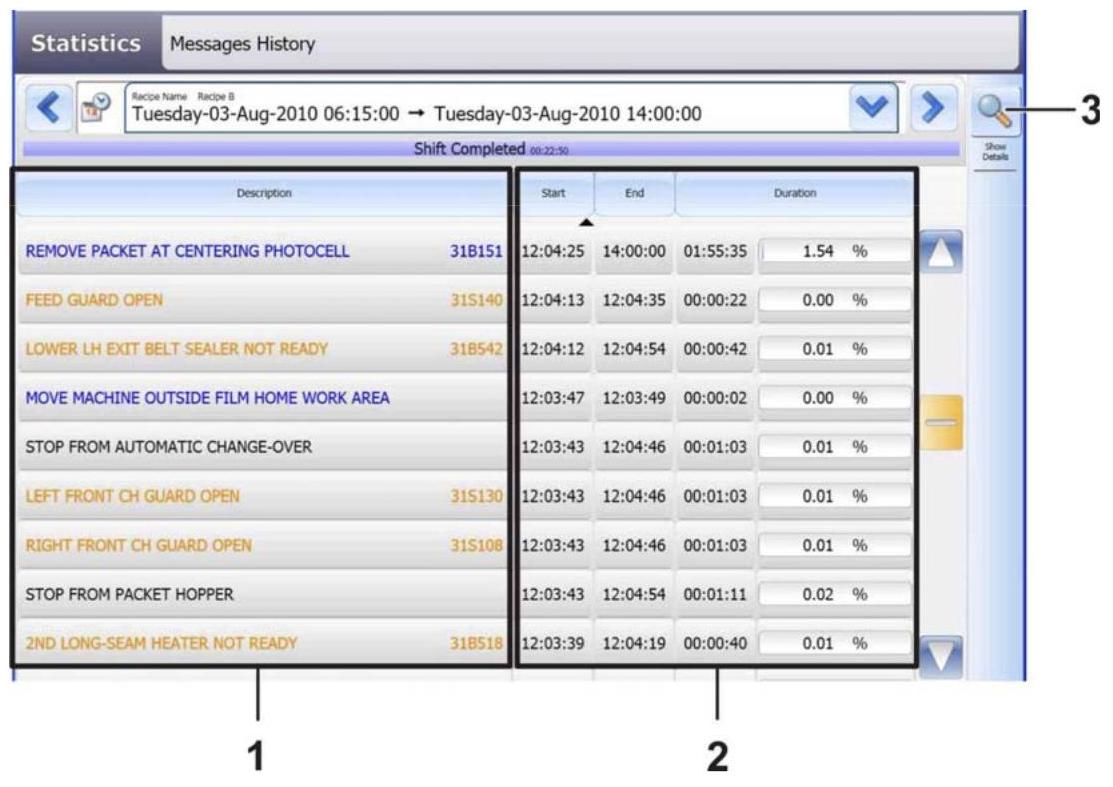 Statistics Messages History
3
Recipe Name Recipe B
Tuesday-03-Aug-2010 06:15:00 → Tuesday-03-Aug-2010 14:00:00
Shift Completed 00:22:50
Show
Details
Description Start End Duration
REMOVE PACKET AT CENTERING PHOTOCELL 31B151 12:04:25 14:00:00 01:55:35 1.54 %
FEED GUARD OPEN 31S140 12:04:13 12:04:35 00:00:22 0.00 %
LOWER LH EXIT BELT SEALER NOT READY 31B542 12:04:12 12:04:54 00:00:42 0.01 %
MOVE MACHINE OUTSIDE FILM HOME WORK AREA 12:03:47 12:03:49 00:00:02 0.00 %
STOP FROM AUTOMATIC CHANGE-OVER 12:03:43 12:04:46 00:01:03 0.01 %
LEFT FRONT CH GUARD OPEN 31S130 12:03:43 12:04:46 00:01:03 0.01 %
RIGHT FRONT CH GUARD OPEN 31S108 12:03:43 12:04:46 00:01:03 0.01 %
STOP FROM PACKET HOPPER 12:03:43 12:04:54 00:01:11 0.02 %
2ND LONG-SEAM HEATER NOT READY 31B518 12:03:39 12:04:19 00:00:40 0.01 %
1 2